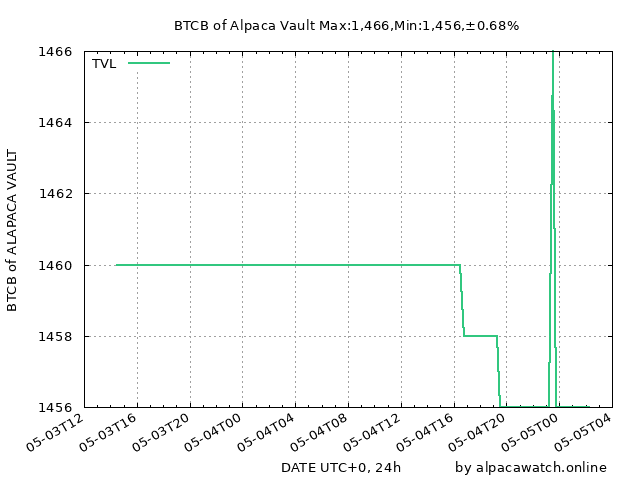 BTCB of Alpaca Vault Max:1,466,Min:1,456,±0.68%
TVL
BTCB of ALAPACA VAULT
1466
1464
1462
1460
1458
1456
05-03T12
05-03T16
05-03T20
05-04T00
05-04T04
05-04T08
05-04T12
05-04T16
05-04T20
05-05T00
05-05T04
DATE UTC+0, 24h
by alpacawatch.online